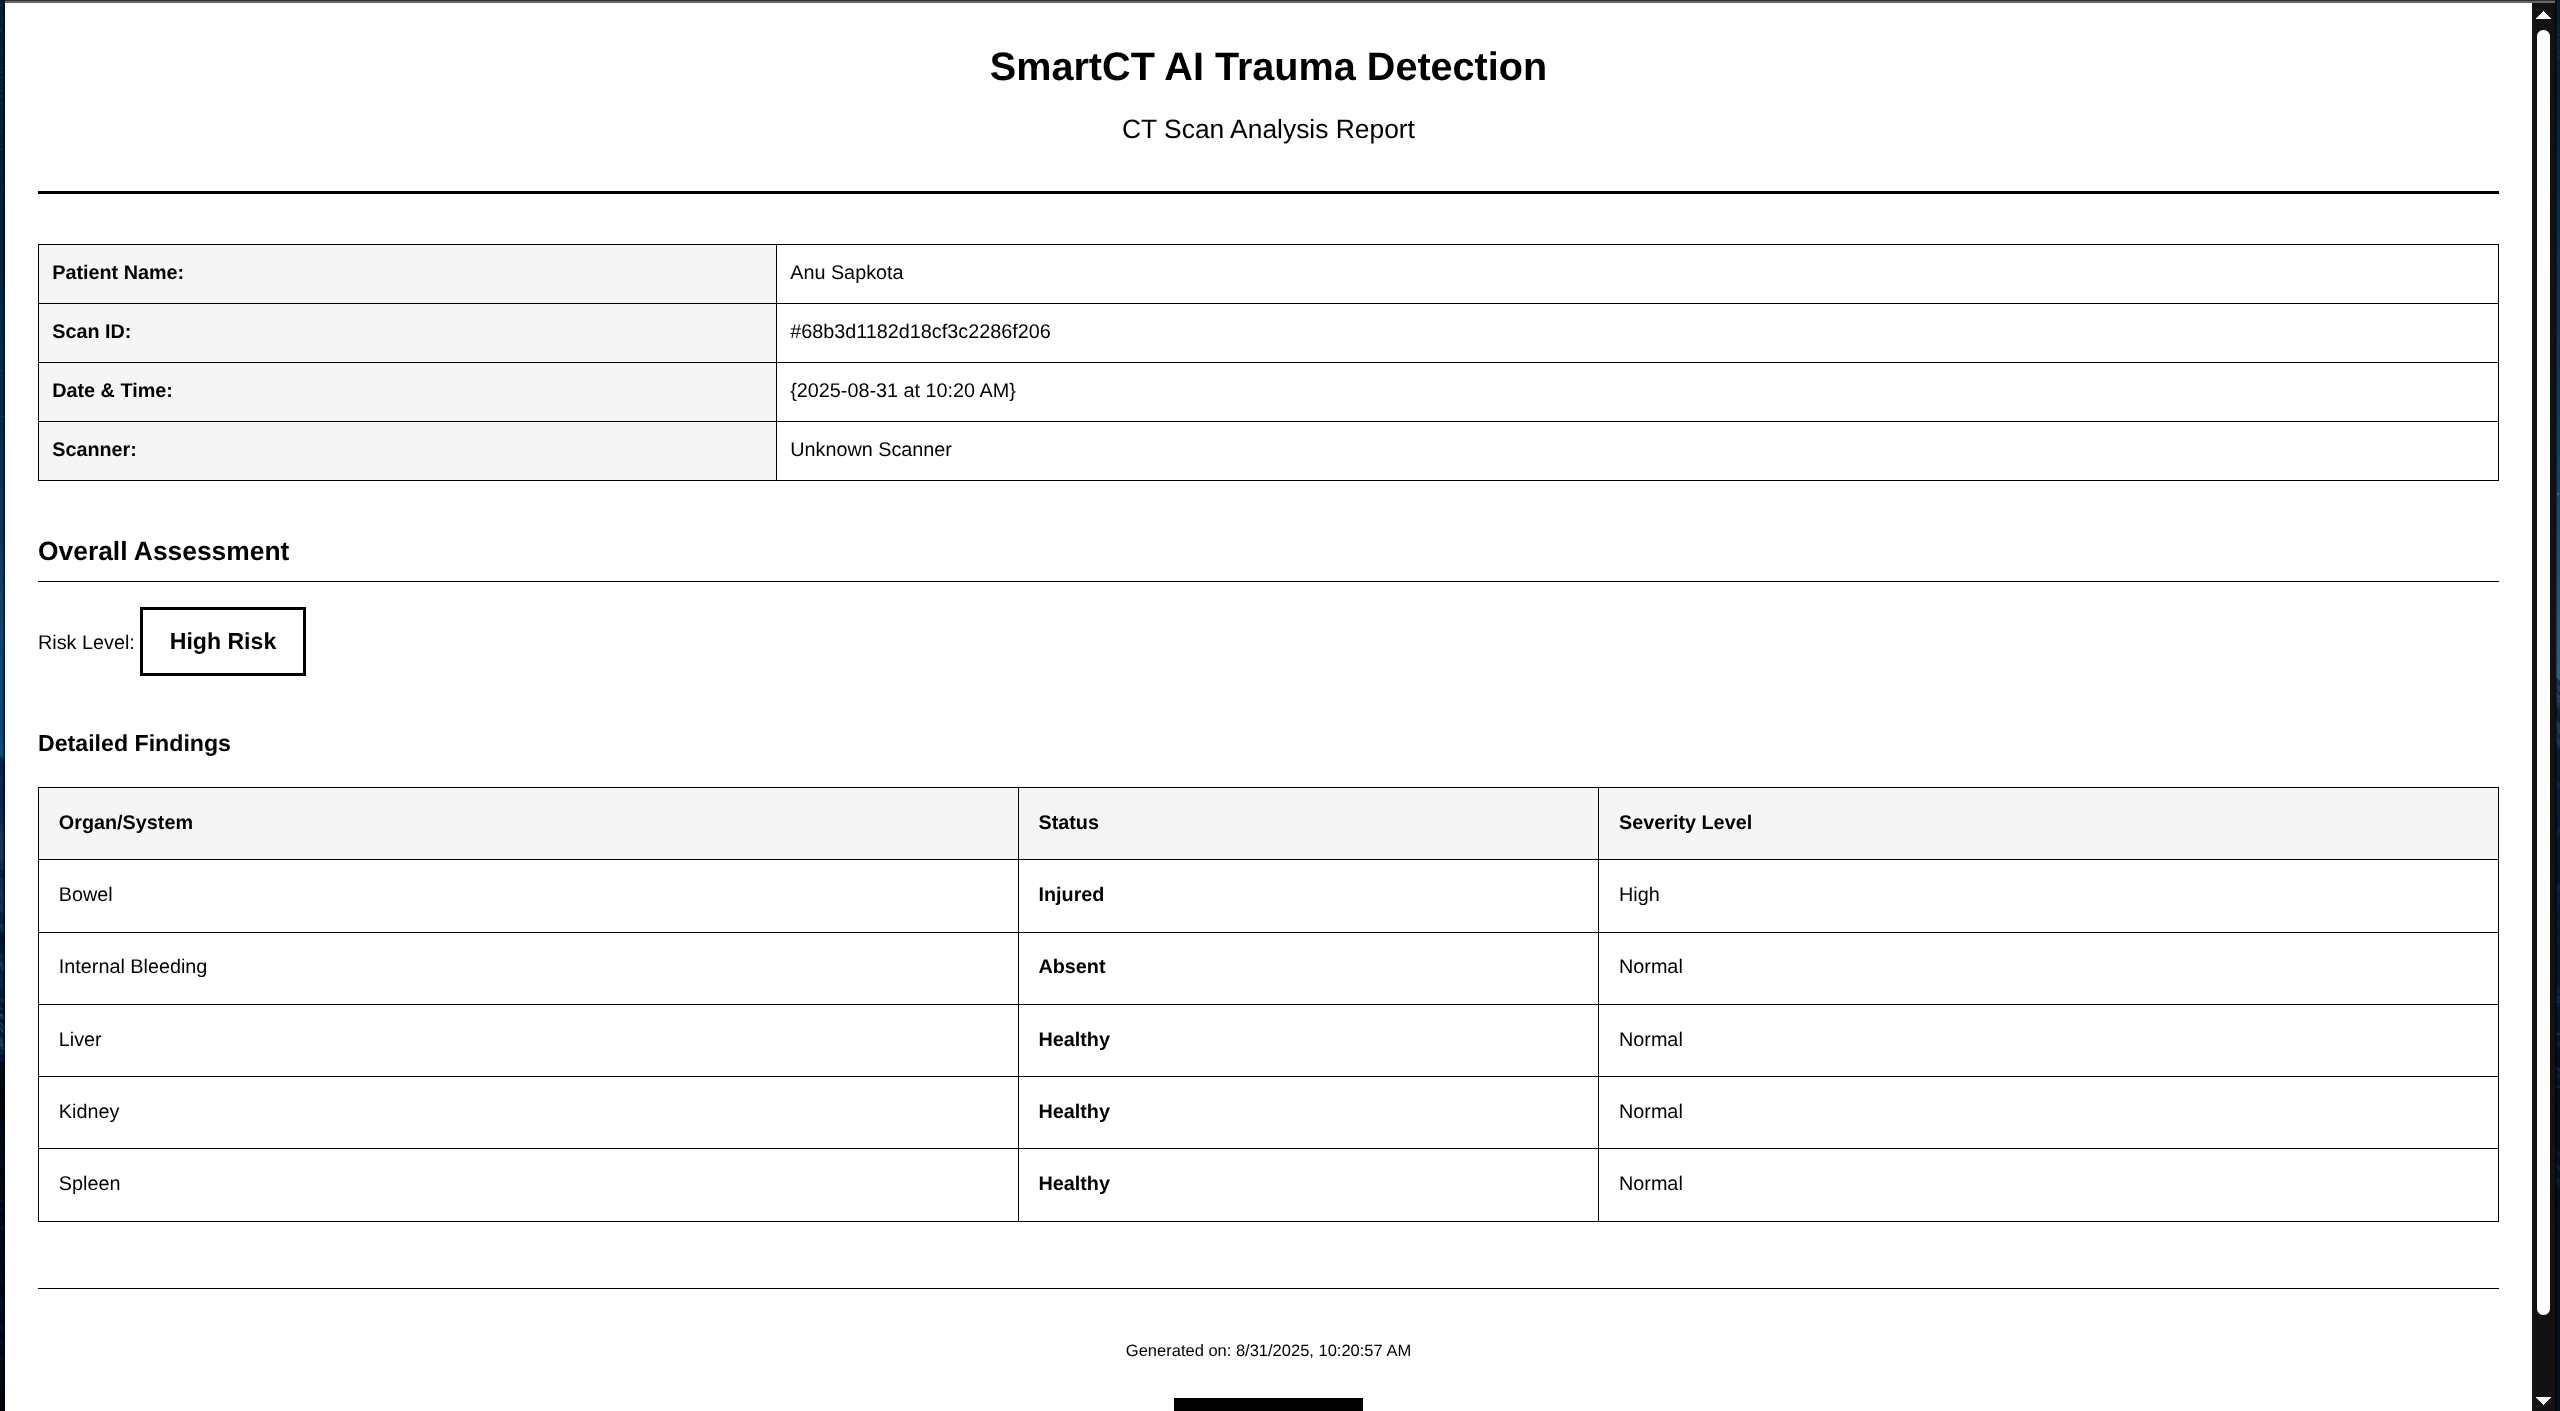 SmartCT AI Trauma Detection
CT Scan Analysis Report
Patient Name: Anu Sapkota
Scan ID: #68b3d1182d18cf3c2286f206
Date & Time: {2025-08-31 at 10:20 AM}
Scanner: Unknown Scanner
Overall Assessment
Risk Level: High Risk
Detailed Findings
Organ/System Status Severity Level
Bowel Injured High
Internal Bleeding Absent Normal
Liver Healthy Normal
Kidney Healthy Normal
Spleen Healthy Normal
Generated on: 8/31/2025, 10:20:57 AM